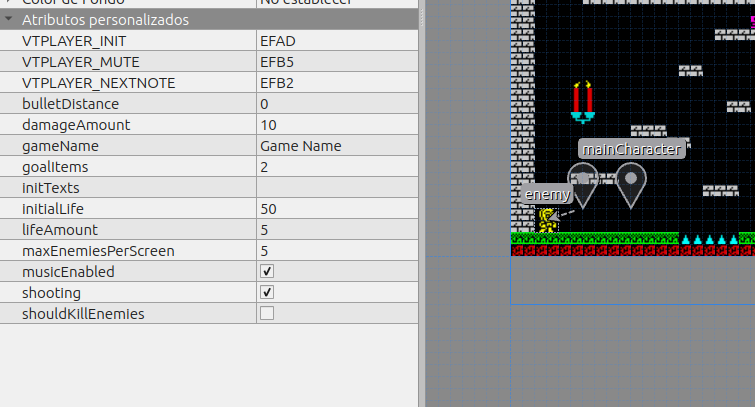 Color de Fondo No establecer
Atributos personalizados
VTPLAYER_INIT EFAD
VTPLAYER_MUTE EFB5
VTPLAYER_NEXTNOTE EFB2
bulletDistance 0
damageAmount 10
gameName Game Name
goalItems 2
initTexts
initialLife 50
lifeAmount 5
maxEnemiesPerScreen 5
musicEnabled
shooting
shouldKillEnemies
mainCharacter
enemy